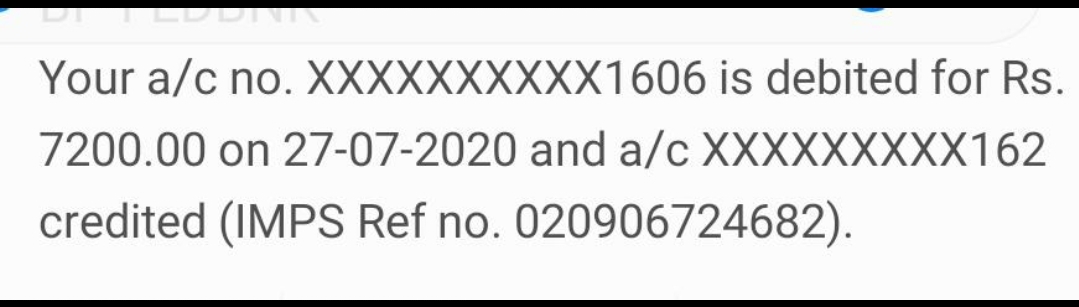 Your a/c no. XXXXXXXXXX1606 is debited for Rs.
7200.00 on 27-07-2020 and a/c XXXXXXXXX162
credited (IMPS Ref no. 020906724682).